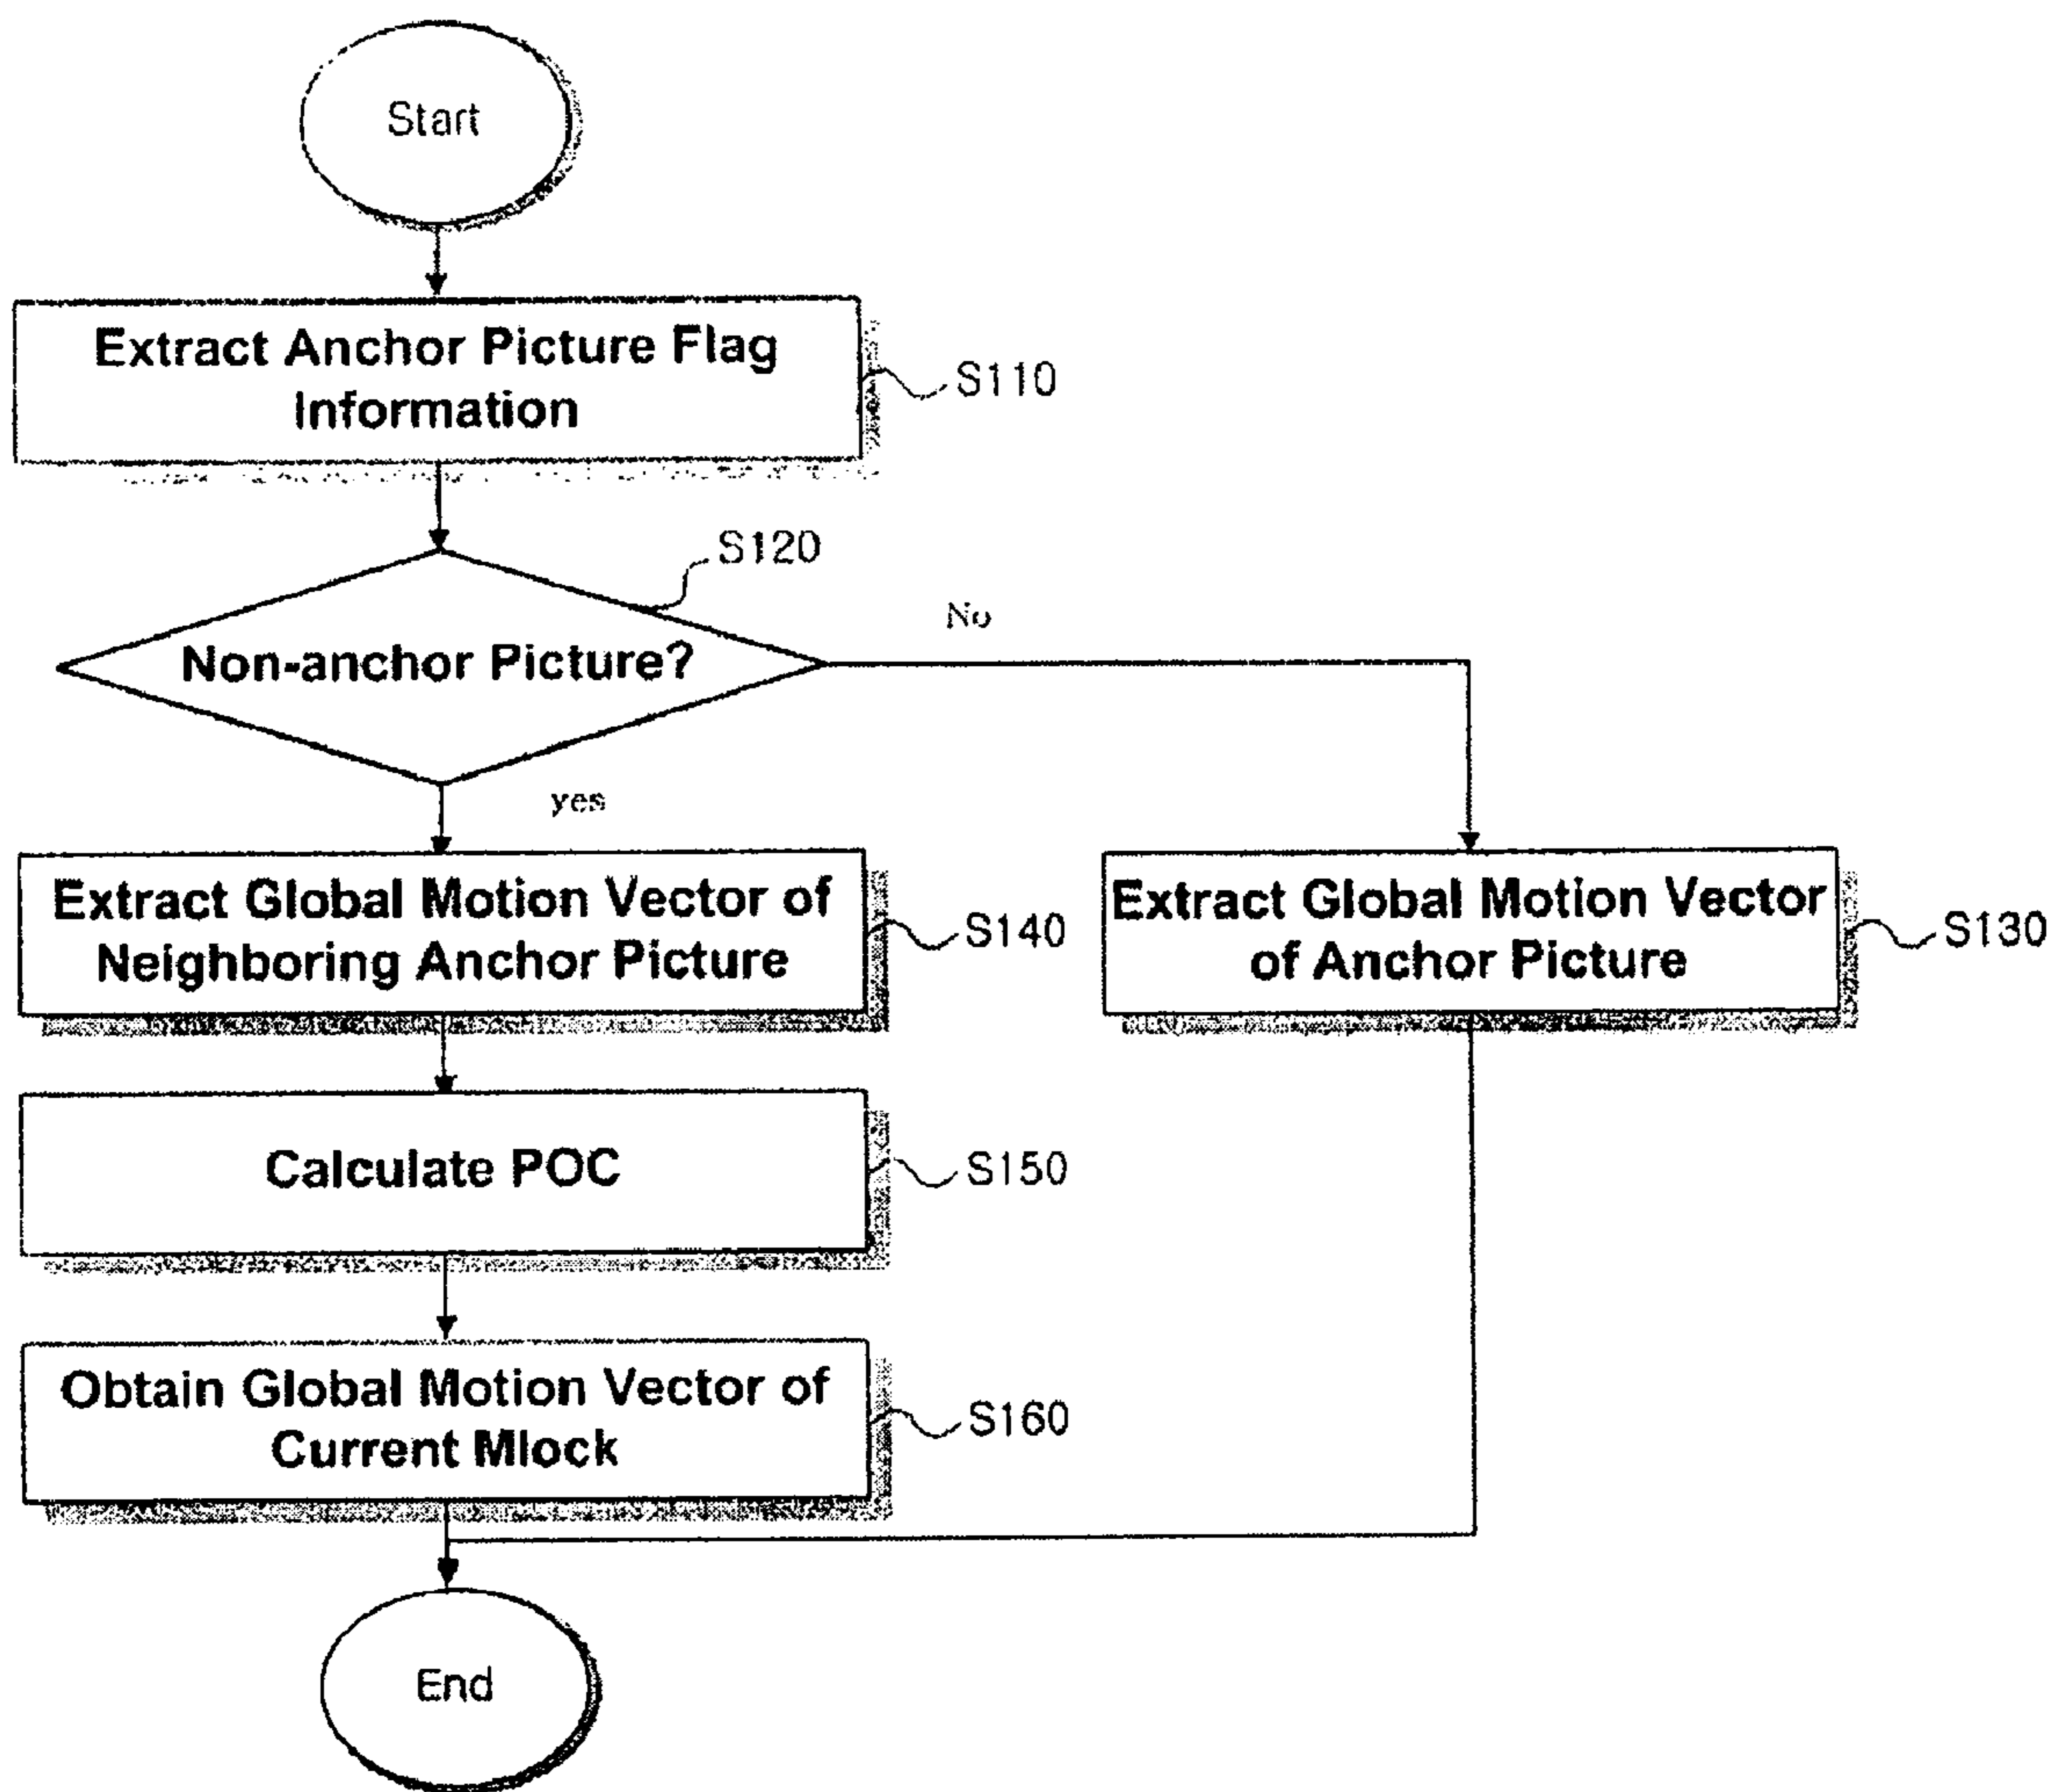 Start
Extract Anchor Picture Flag
Information
S110
S120
Non-anchor Picture?
No
yes
Extract Global Motion Vector of
Neighboring Anchor Picture
S140
Extract Global Motion Vector
of Anchor Picture
S130
Calculate POC
S150
Obtain Global Motion Vector of
Current Mlock
S160
End